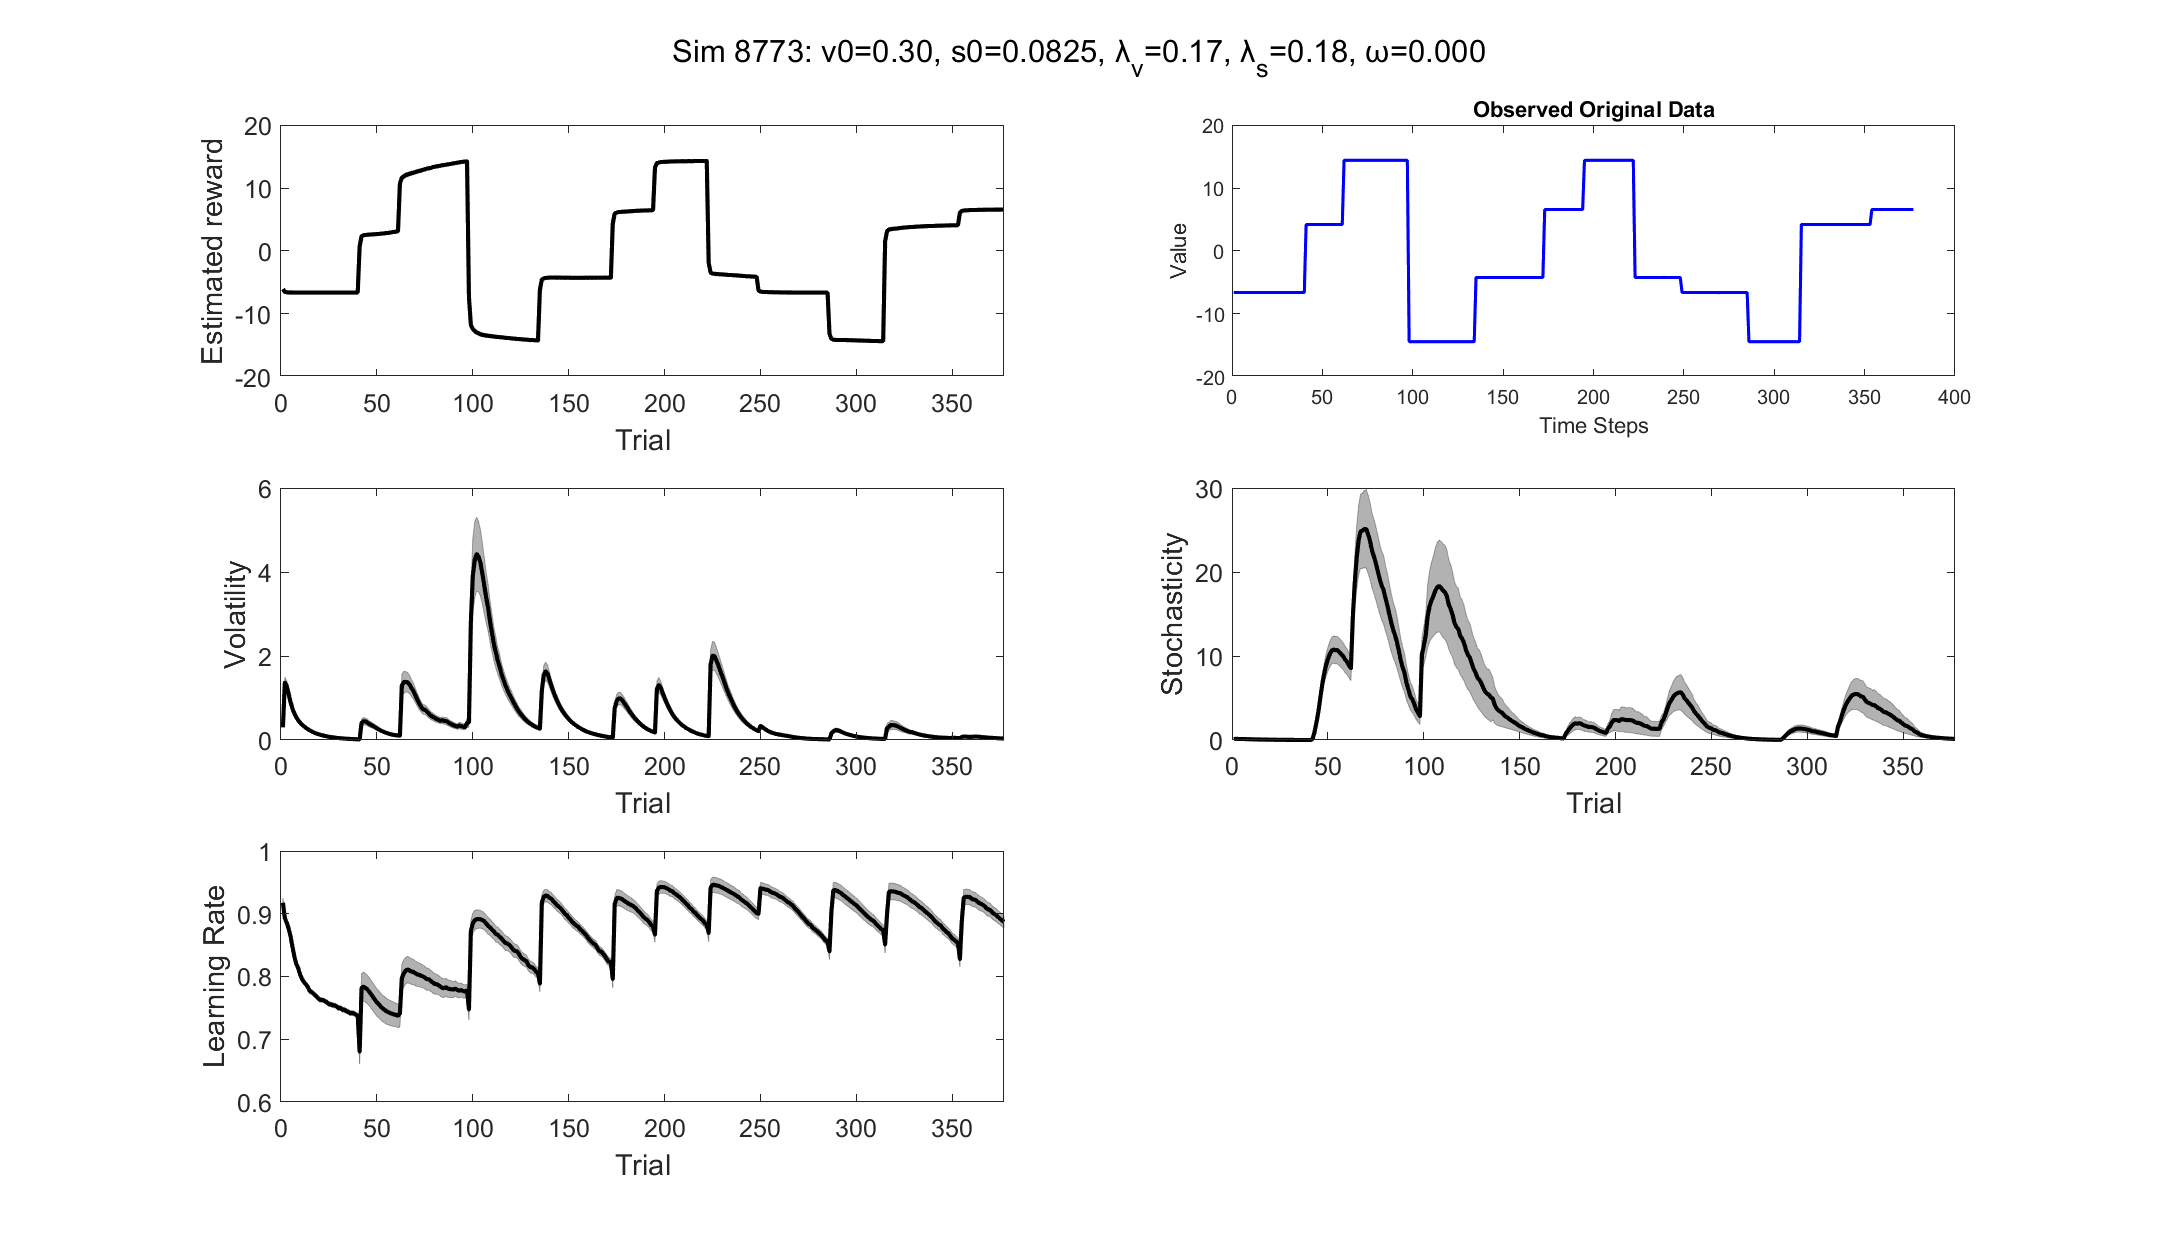 Sim 8773: v0=0.30, s0=0.0825, λ_v=0.17, λ_s=0.18, ω=0.000
20
10
0
-10
-20
Estimated reward
0 50 100 150 200 250 300 350
Trial
Observed Original Data
20
10
0
-10
-20
Value
0 50 100 150 200 250 300 350 400
Time Steps
6
4
2
0
Volatility
0 50 100 150 200 250 300 350
Trial
30
20
10
0
Stochasticity
0 50 100 150 200 250 300 350
Trial
1
0.9
0.8
0.7
0.6
Learning Rate
0 50 100 150 200 250 300 350
Trial